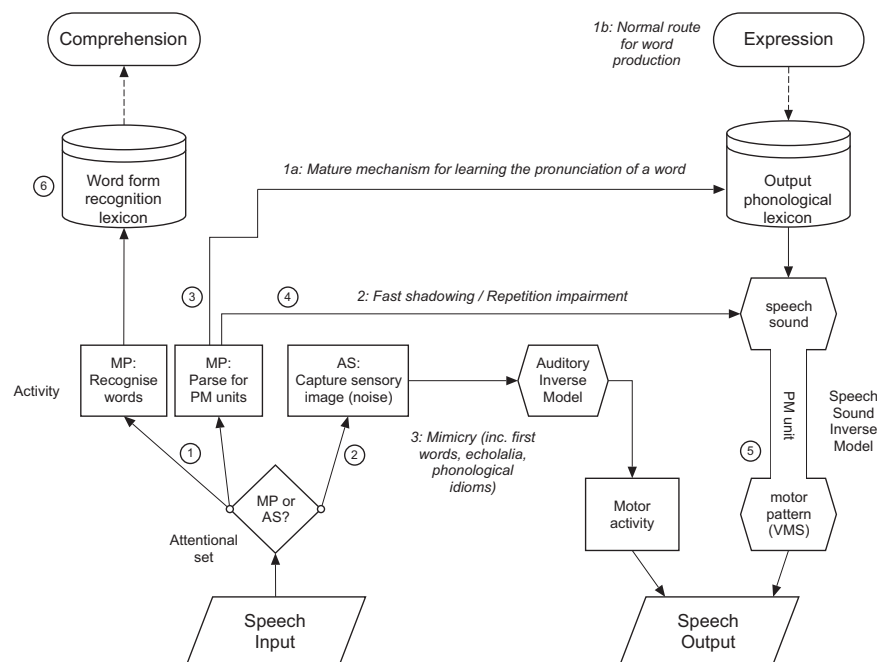 Comprehension
1b: Normal route
for word
production
Expression
6
Word form
recognition
lexicon
1a: Mature mechanism for learning the pronunciation of a word
Output
phonological
lexicon
3
4
2: Fast shadowing / Repetition impairment
speech
sound
Activity
MP:
Recognise
words
MP:
Parse for
PM units
AS:
Capture sensory
image (noise)
Auditory
Inverse
Model
PM unit
Speech
Sound
Inverse
Model
1
2
3: Mimicry (inc. first
words, echolalia,
phonological
idioms)
5
MP or
AS?
Attentional
set
Motor
activity
motor
pattern
(VMS)
Speech
Input
Speech
Output